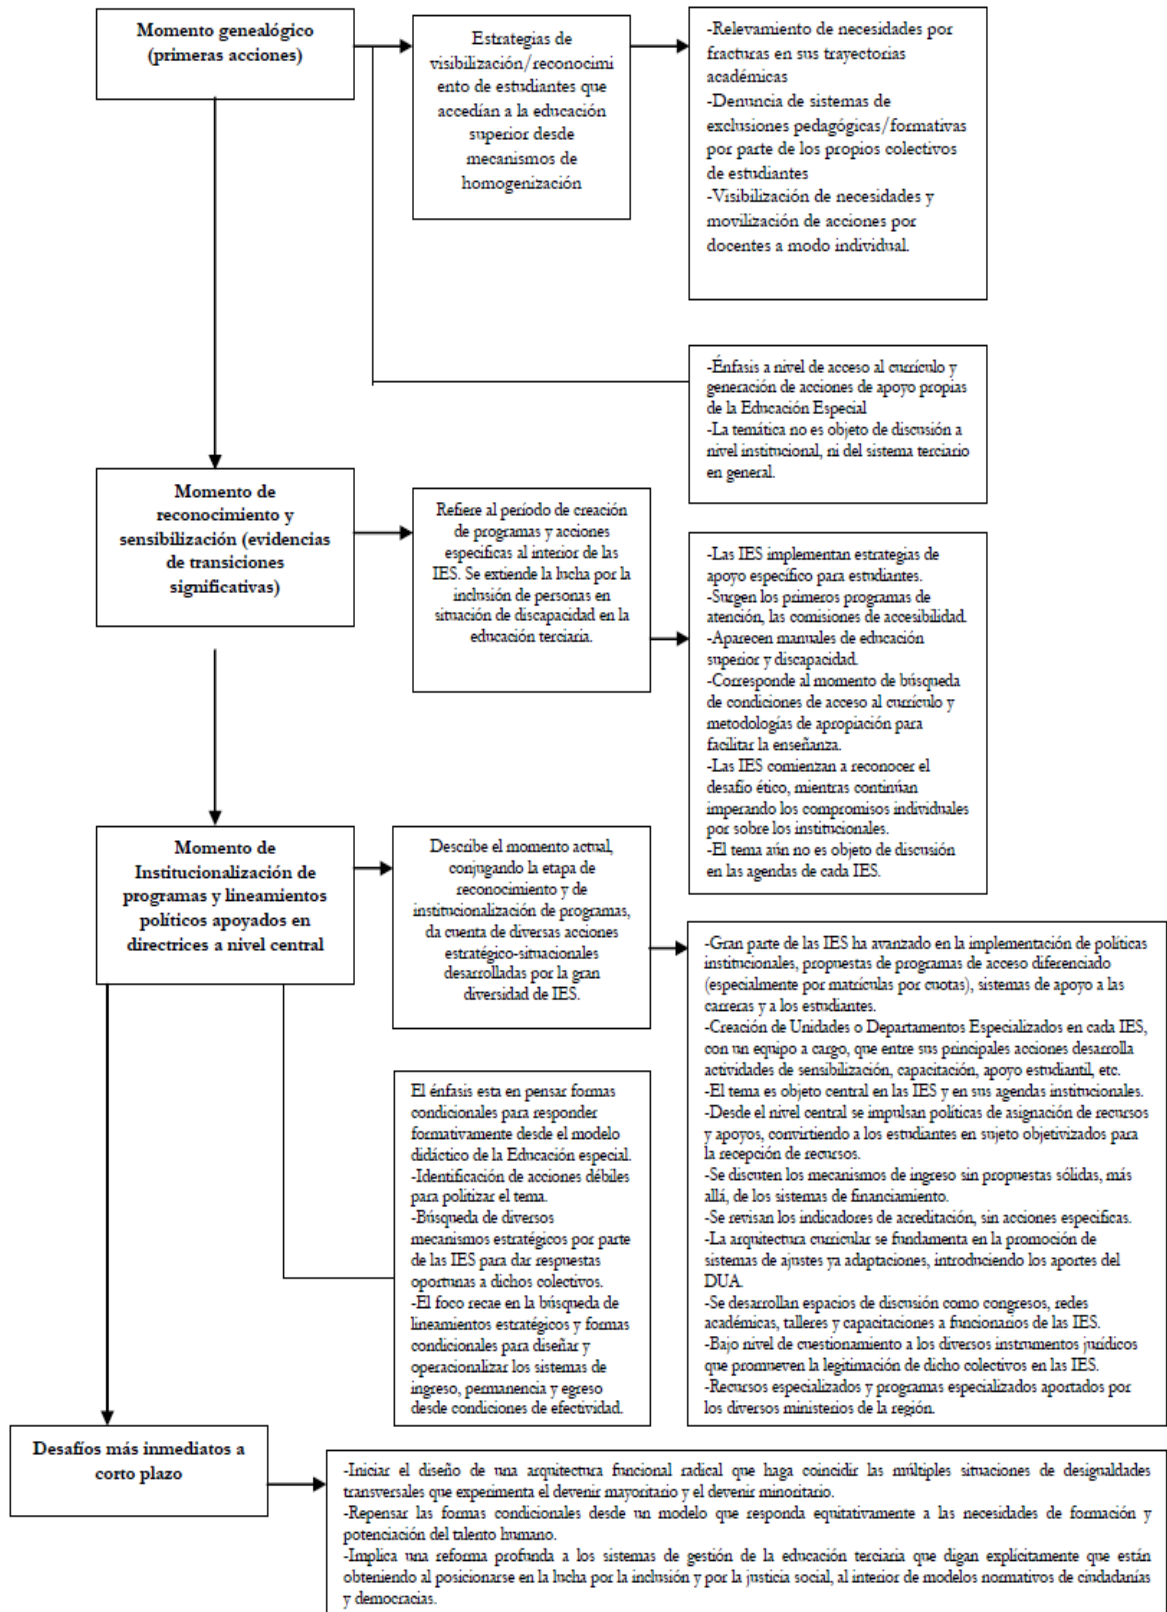 Momento genealógico
(primeras acciones)
Estrategias de
visibilización/reconocimi
ento de estudiantes que
accedían a la educación
superior desde
mecanismos de
homogenización
-Relevamiento de necesidades por
fracturas en sus trayectorias
académicas
-Denuncia de sistemas de
exclusiones pedagógicas/formativas
por parte de los propios colectivos
de estudiantes
-Visibilización de necesidades y
movilización de acciones por
docentes a modo individual.
-Énfasis a nivel de acceso al currículo y
generación de acciones de apoyo propias
de la Educación Especial
-La temática no es objeto de discusión a
nivel institucional, ni del sistema terciario
en general.
Momento de
reconocimiento y
sensibilización (evidencias
de transiciones
significativas)
Refiere al período de creación
de programas y acciones
específicas al interior de las
IES. Se extiende la lucha por la
inclusión de personas en
situación de discapacidad en la
educación terciaria.
-Las IES implementan estrategias de
apoyo específico para estudiantes.
-Surgen los primeros programas de
atención, las comisiones de accesibilidad.
-Aparecen manuales de educación
superior y discapacidad.
-Corresponde al momento de búsqueda
de condiciones de acceso al currículo y
metodologías de apropiación para
facilitar la enseñanza.
-Las IES comienzan a reconocer el
desafío ético, mientras continúan
imperando los compromisos individuales
por sobre los institucionales.
-El tema aún no es objeto de discusión
en las agendas de cada IES.
Momento de
Institucionalización de
programas y lineamientos
políticos apoyados en
directrices a nivel central
Describe el momento actual,
conjugando la etapa de
reconocimiento y de
institucionalización de programas,
da cuenta de diversas acciones
estratégico-situacionales
desarrolladas por la gran
diversidad de IES.
-Gran parte de las IES ha avanzado en la implementación de políticas
institucionales, propuestas de programas de acceso diferenciado
(especialmente por matrículas por cuotas), sistemas de apoyo a las
carreras y a los estudiantes.
-Creación de Unidades o Departamentos Especializados en cada IES,
con un equipo a cargo, que entre sus principales acciones desarrolla
actividades de sensibilización, capacitación, apoyo estudiantil, etc.
-El tema es objeto central en las IES y en sus agendas institucionales.
-Desde el nivel central se impulsan políticas de asignación de recursos
y apoyos, convirtiendo a los estudiantes en sujeto objetivizados para
la recepción de recursos.
-Se discuten los mecanismos de ingreso sin propuestas sólidas, más
allá, de los sistemas de financiamiento.
-Se revisan los indicadores de acreditación, sin acciones específicas.
-La arquitectura curricular se fundamenta en la promoción de
sistemas de ajustes ya adaptaciones, introduciendo los aportes del
DUA.
-Se desarrollan espacios de discusión como congresos, redes
académicas, talleres y capacitaciones a funcionarios de las IES.
-Bajo nivel de cuestionamiento a los diversos instrumentos jurídicos
que promueven la legitimación de dicho colectivos en las IES.
-Recursos especializados y programas especializados aportados por
los diversos ministerios de la región.
El énfasis esta en pensar formas
condicionales para responder
formativamente desde el modelo
didáctico de la Educación especial.
-Identificación de acciones débiles
para politizar el tema.
-Búsqueda de diversos
mecanismos estratégicos por parte
de las IES para dar respuestas
oportunas a dichos colectivos.
-El foco recae en la búsqueda de
lineamientos estratégicos y formas
condicionales para diseñar y
operacionalizar los sistemas de
ingreso, permanencia y egreso
desde condiciones de efectividad.
Desafíos más inmediatos a
corto plazo
-Iniciar el diseño de una arquitectura funcional radical que haga coincidir las múltiples situaciones de desigualdades
transversales que experimenta el devenir mayoritario y el devenir minoritario.
-Repensar las formas condicionales desde un modelo que responda equitativamente a las necesidades de formación y
potenciación del talento humano.
-Implica una reforma profunda a los sistemas de gestión de la educación terciaria que digan explícitamente que están
obteniendo al posicionarse en la lucha por la inclusión y por la justicia social, al interior de modelos normativos de ciudadanías
y democracias.